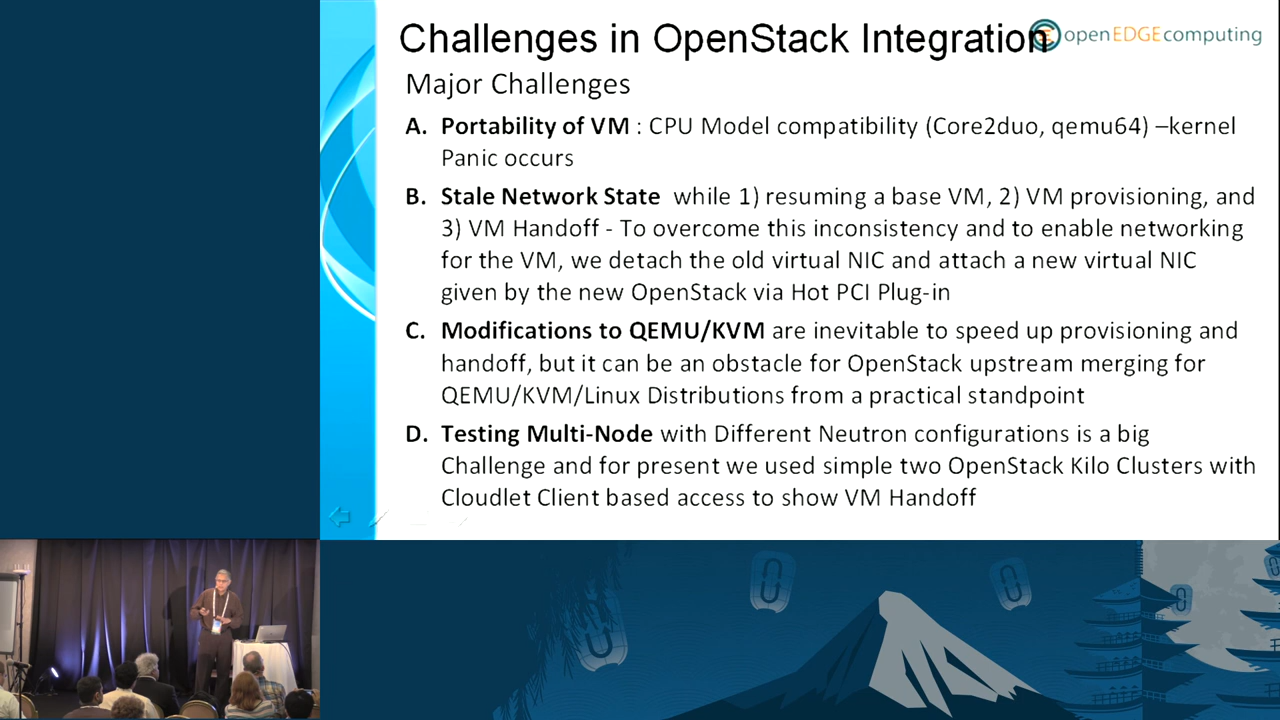 Challenges in OpenStack Integration
openEDGEcomputing
Major Challenges
A. Portability of VM : CPU Model compatibility (Core2duo, qemu64) –kernel
Panic occurs
B. Stale Network State while 1) resuming a base VM, 2) VM provisioning, and
3) VM Handoff - To overcome this inconsistency and to enable networking
for the VM, we detach the old virtual NIC and attach a new virtual NIC
given by the new OpenStack via Hot PCI Plug-in
C. Modifications to QEMU/KVM are inevitable to speed up provisioning and
handoff, but it can be an obstacle for OpenStack upstream merging for
QEMU/KVM/Linux Distributions from a practical standpoint
D. Testing Multi-Node with Different Neutron configurations is a big
Challenge and for present we used simple two OpenStack Kilo Clusters with
Cloudlet Client based access to show VM Handoff